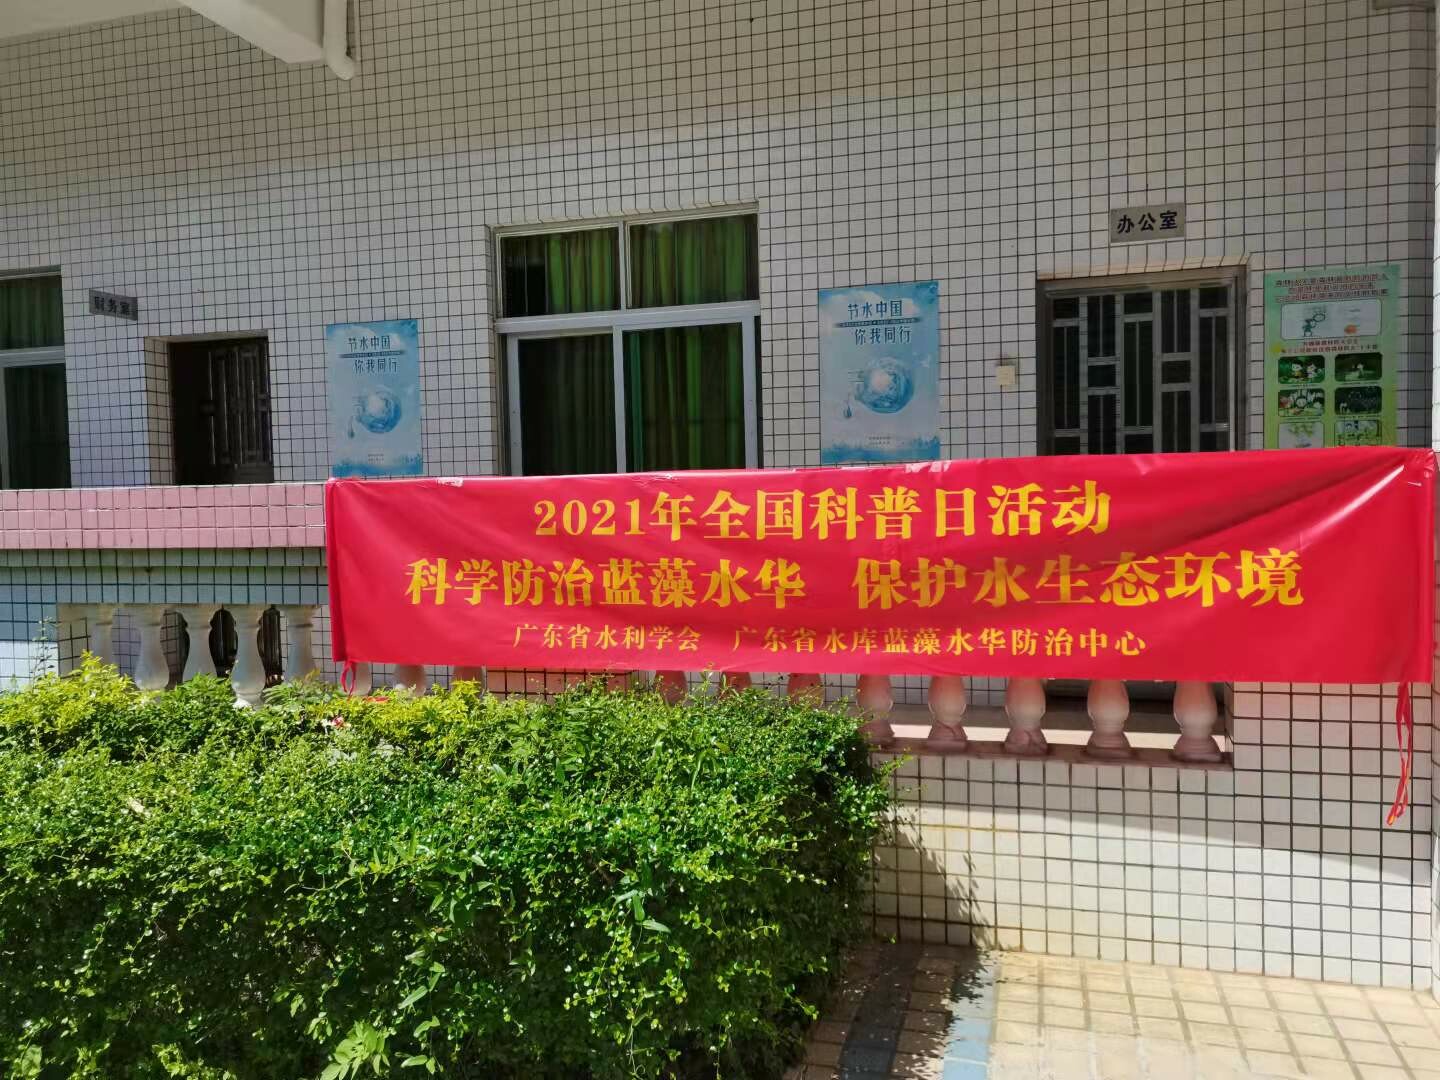 办公室
财务室
节水中国
你我同行
节水中国
你我同行
2021年全国科普日活动
科学防治蓝藻水华 保护水生态环境
广东省水利学会 广东省水库蓝藻水华防治中心